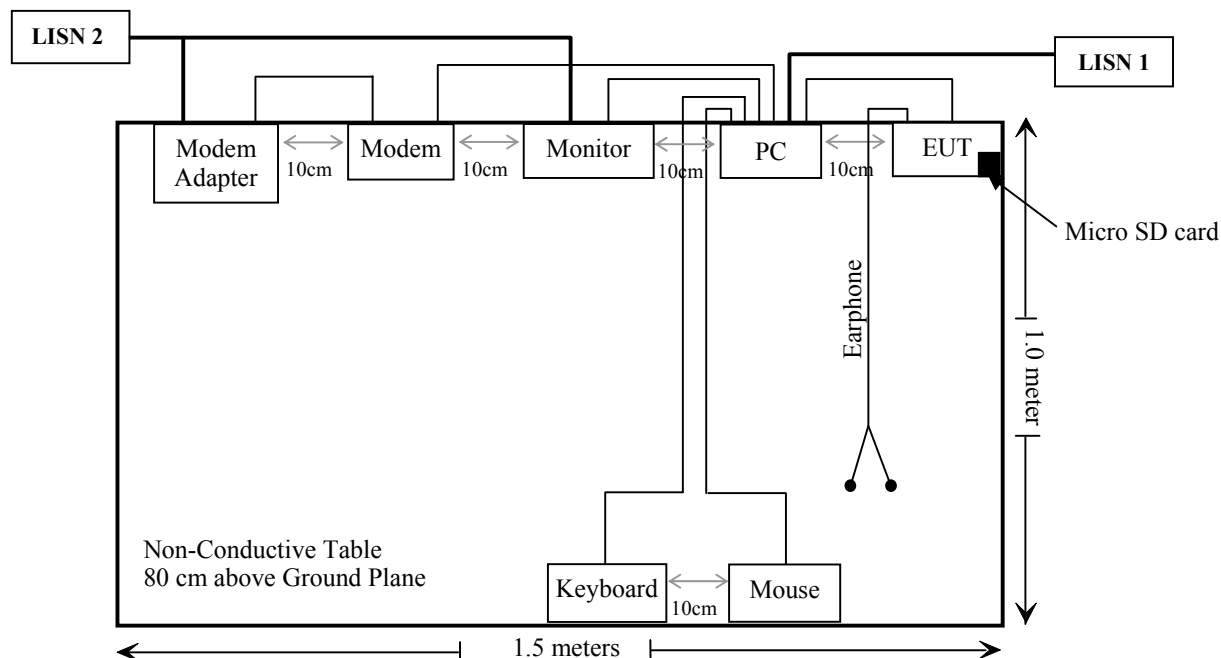 LISN 2
LISN 1
Modem
Adapter
10cm
Modem
10cm
Monitor
10cm
PC
10cm
EUT
Micro SD card
Earphone
1.0 meter
Non-Conductive Table
80 cm above Ground Plane
Keyboard
10cm
Mouse
1.5 meters